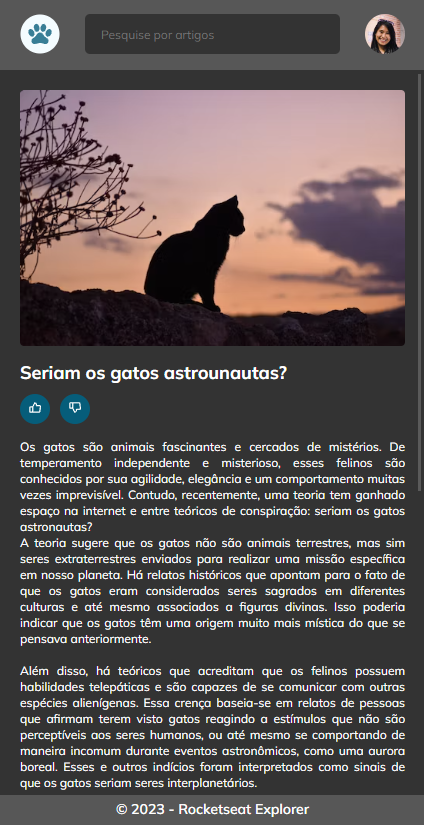 Pesquise por artigos
Seriam os gatos astrounautas?
Os gatos são animais fascinantes e cercados de mistérios. De
temperamento independente e misterioso, esses felinos são
conhecidos por sua agilidade, elegância e um comportamento muitas
vezes imprevisível. Contudo, recentemente, uma teoria tem ganhado
espaço na internet e entre teóricos de conspiração: seriam os gatos
astronautas?
A teoria sugere que os gatos não são animais terrestres, mas sim
seres extraterrestres enviados para realizar uma missão específica
em nosso planeta. Há relatos históricos que apontam para o fato de
que os gatos eram considerados seres sagrados em diferentes
culturas e até mesmo associados a figuras divinas. Isso poderia
indicar que os gatos têm uma origem muito mais mística do que se
pensava anteriormente.
Além disso, há teóricos que acreditam que os felinos possuem
habilidades telepáticas e são capazes de se comunicar com outras
espécies alienígenas. Essa crença baseia-se em relatos de pessoas
que afirmam terem visto gatos reagindo a estímulos que não são
perceptíveis aos seres humanos, ou até mesmo se comportando de
maneira incomum durante eventos astronômicos, como uma aurora
boreal. Esses e outros indícios foram interpretados como sinais de
que os gatos seriam seres interplanetários.
© 2023 - Rocketseat Explorer